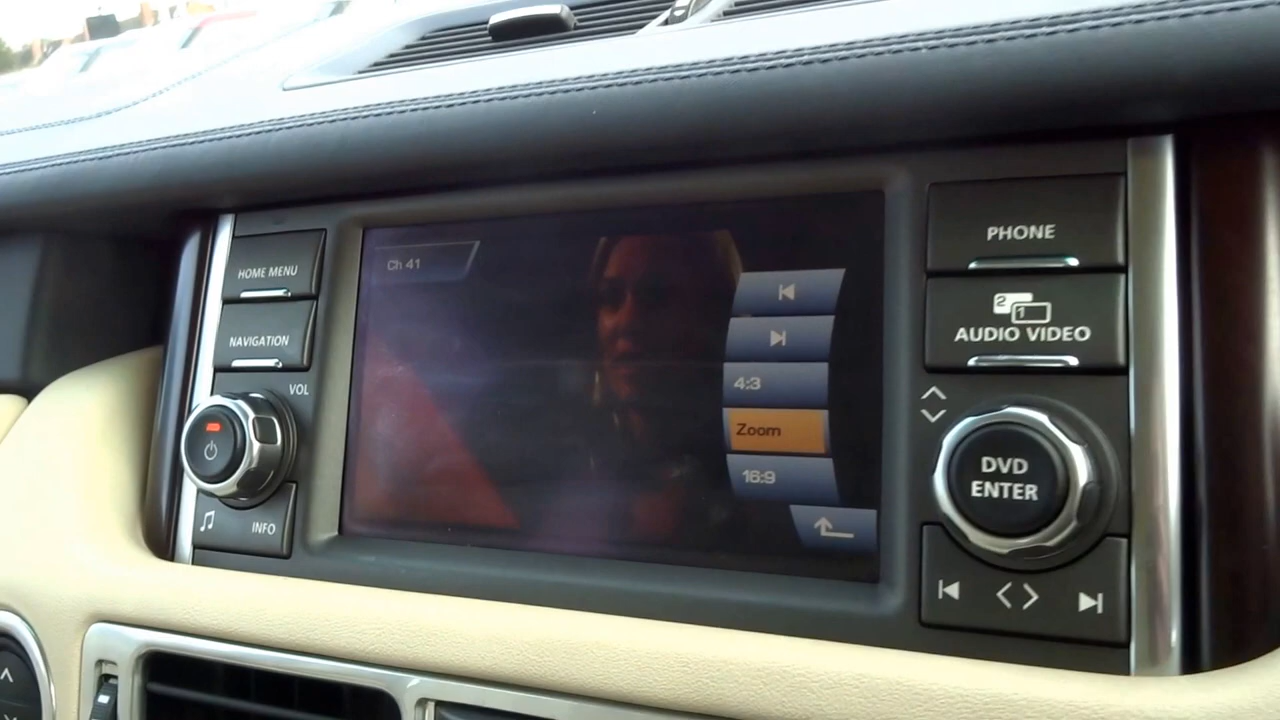 HOME MENU
NAVIGATION
VOL
INFO
Ch 41
4:3
Zoom
16:9
PHONE
2 1
AUDIO VIDEO
DVD
ENTER